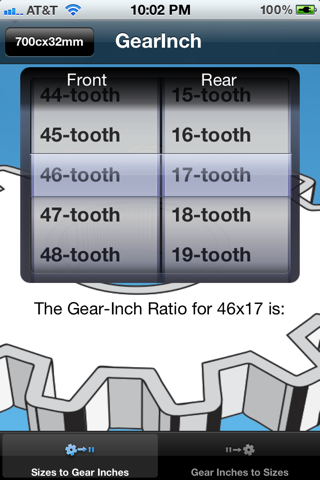 AT&T 10:02 PM 100%
700cx32mm GearInch
Front Rear
44-tooth 15-tooth
45-tooth 16-tooth
46-tooth 17-tooth
47-tooth 18-tooth
48-tooth 19-tooth
The Gear-Inch Ratio for 46x17 is:
Sizes to Gear Inches Gear Inches to Sizes